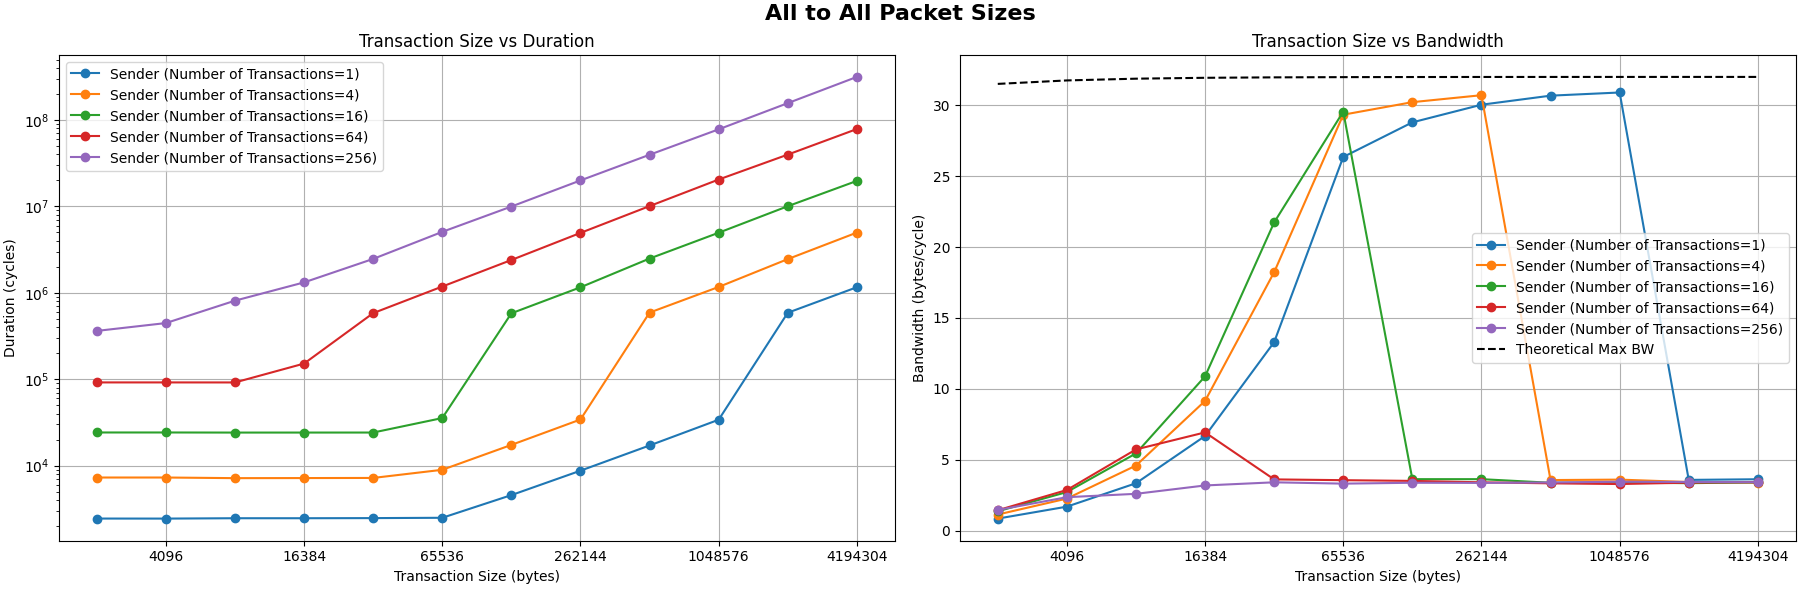 All to All Packet Sizes
Transaction Size vs Duration
Sender (Number of Transactions=1)
Sender (Number of Transactions=4)
Sender (Number of Transactions=16)
Sender (Number of Transactions=64)
Sender (Number of Transactions=256)
10^8
10^7
10^6
10^5
10^4
Duration (cycles)
4096 16384 65536 262144 1048576 4194304
Transaction Size (bytes)
Transaction Size vs Bandwidth
30
25
20
15
10
5
0
Bandwidth (bytes/cycle)
Sender (Number of Transactions=1)
Sender (Number of Transactions=4)
Sender (Number of Transactions=16)
Sender (Number of Transactions=64)
Sender (Number of Transactions=256)
Theoretical Max BW
4096 16384 65536 262144 1048576 4194304
Transaction Size (bytes)